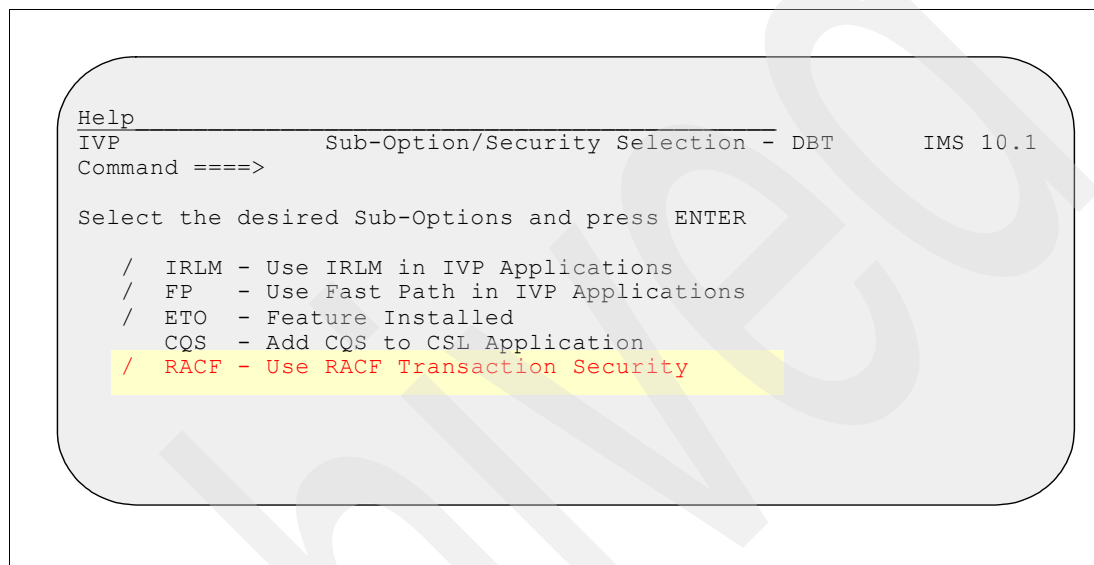 Help
IVP Sub-Option/Security Selection - DBT IMS 10.1
Command ====>
Select the desired Sub-Options and press ENTER
/ IRLM - Use IRLM in IVP Applications
/ FP - Use Fast Path in IVP Applications
/ ETO - Feature Installed
CQS - Add CQS to CSL Application
/ RACF - Use RACF Transaction Security